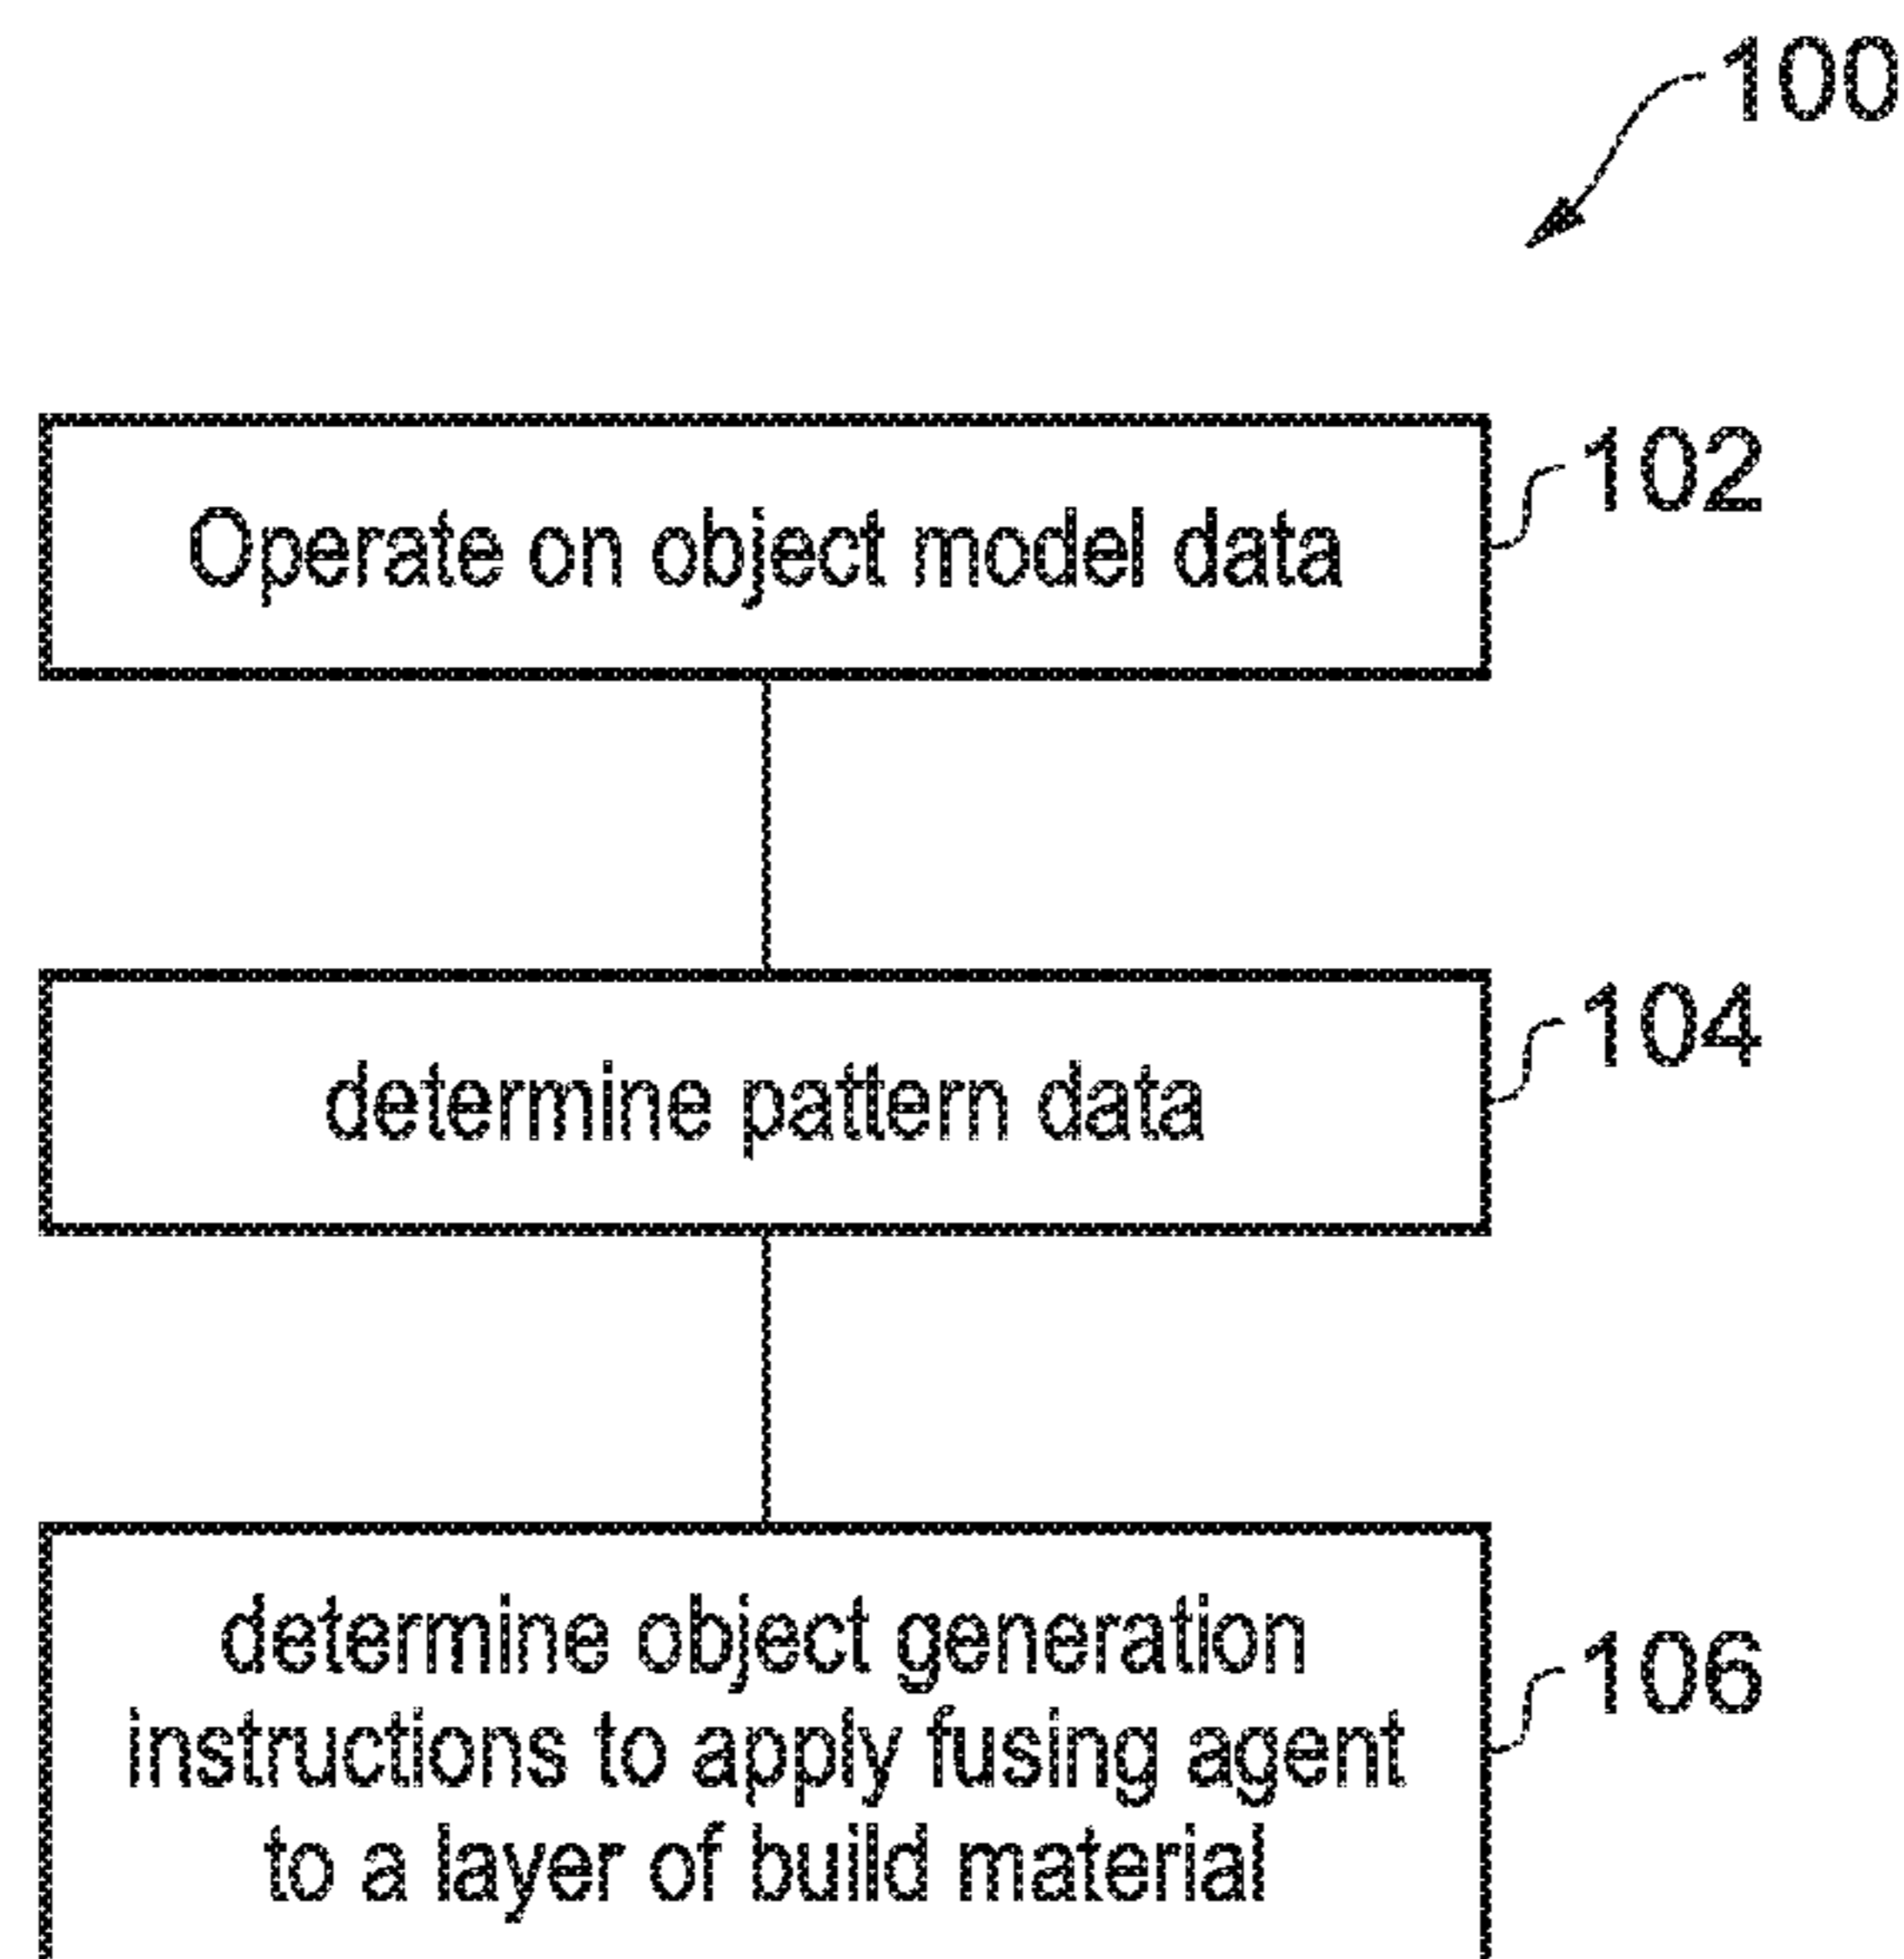 100
Operate on object model data
102
determine pattern data
104
determine object generation
instructions to apply fusing agent
to a layer of build material
106